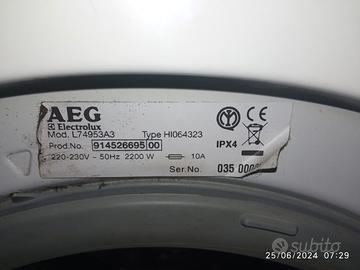 AEG
Electrolux
Mod. L74953A3 Type HI064323
Prod.No. 914526695 00
220-230V ~ 50Hz 2200 W 10A
IPX4
Ser.No. 035
25/06/2024 07:29
subito